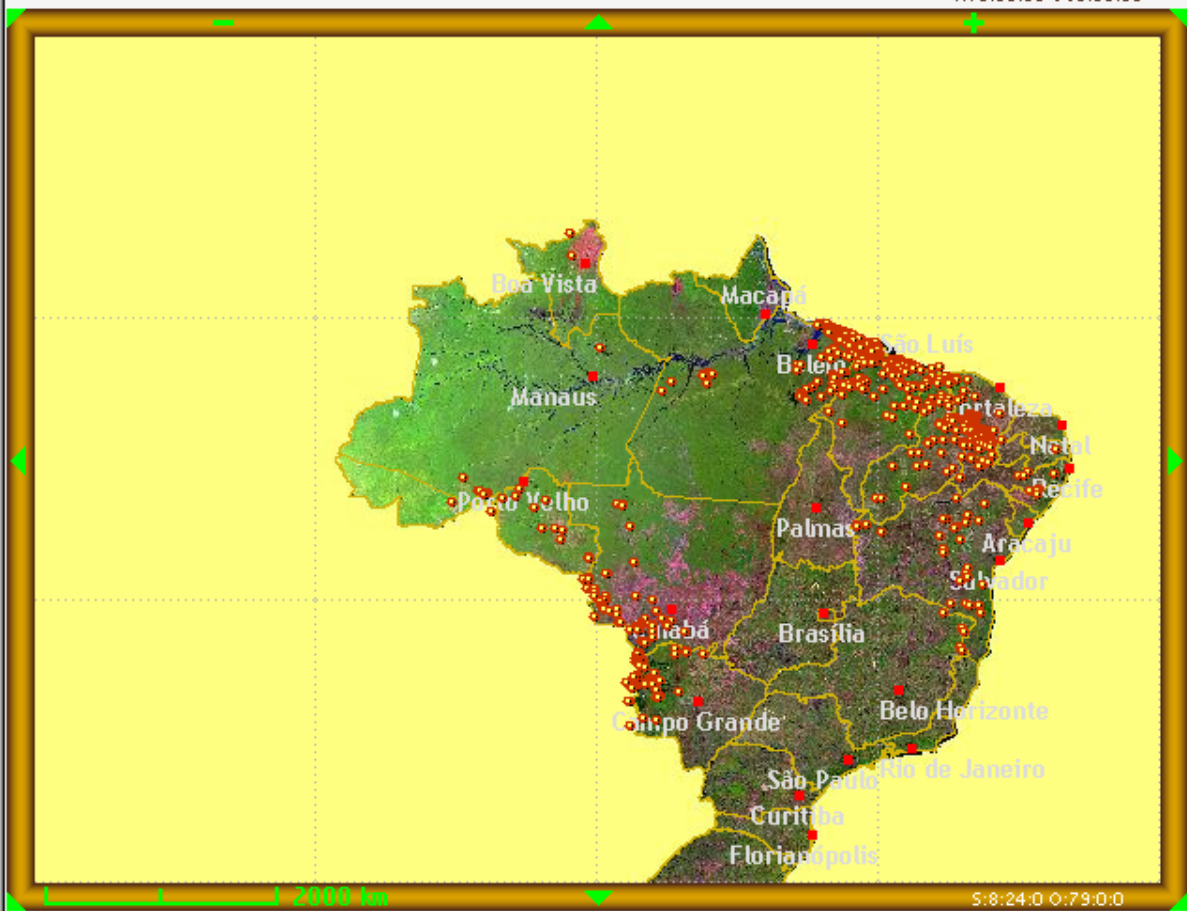 Boa Vista
Macapá
São Luís
Belém
Manaus
Fortaleza
Natal
Recife
Porto Velho
Palmas
Aracaju
Salvador
Cuiabá
Brasília
Belo Horizonte
Campo Grande
Rio de Janeiro
São Paulo
Curitiba
Florianópolis
2000 km
S:8:24:0 O:79:0:0